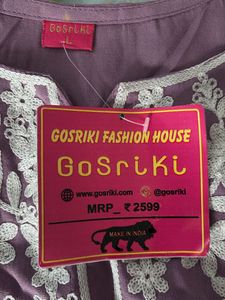 GoSriKi
L
GOSRIKI FASHION HOUSE
GoSriKi
www.gosriki.com @gosriki
MRP_ ₹2599
MAKE IN INDIA